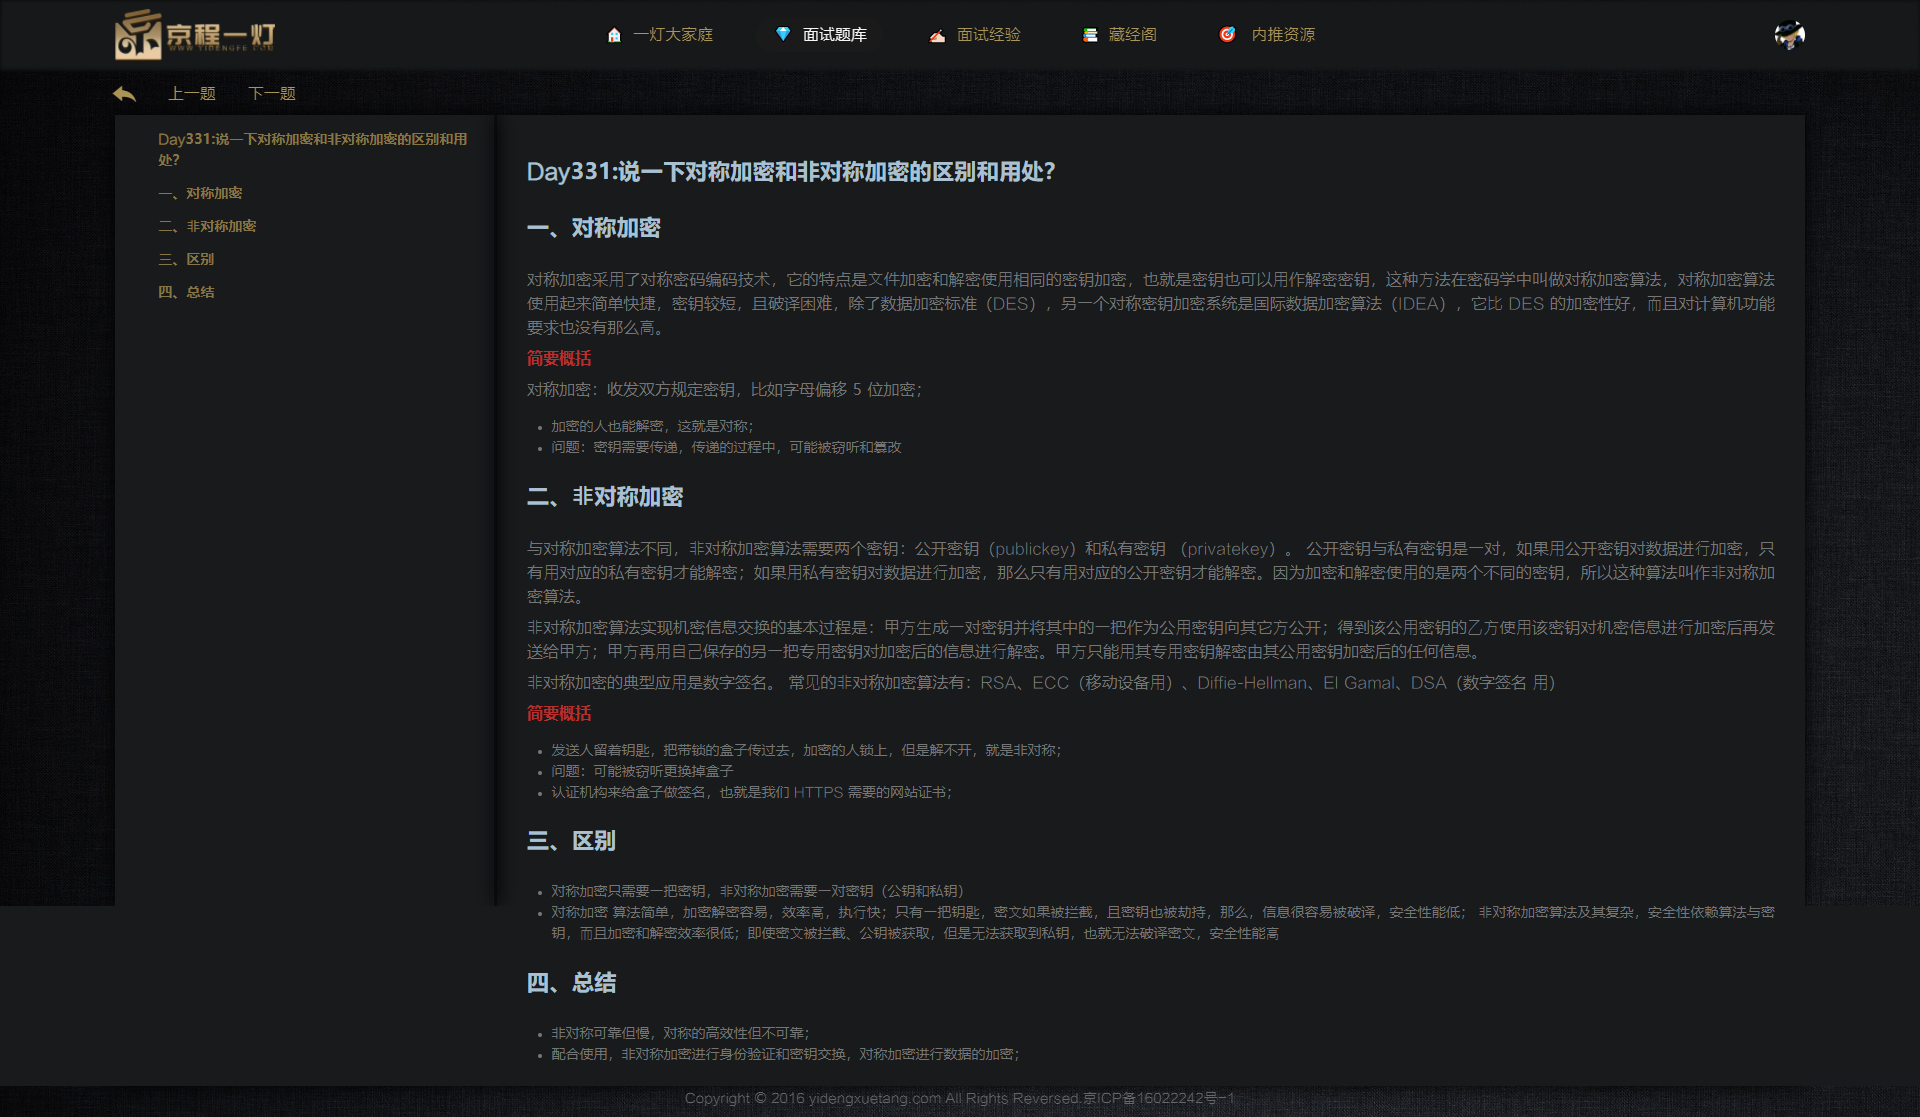 京程一灯
WWW.YIDENGFE.COM
一灯大家庭
面试题库
面试经验
藏经阁
内推资源
上一题
下一题
Day331:说一下对称加密和非对称加密的区别和用
处?
一、对称加密
二、非对称加密
三、区别
四、总结
Day331:说一下对称加密和非对称加密的区别和用处?
一、对称加密
对称加密采用了对称密码编码技术，它的特点是文件加密和解密使用相同的密钥加密，也就是密钥也可以用作解密密钥，这种方法在密码学中叫做对称加密算法，对称加密算法
使用起来简单快捷，密钥较短，且破译困难，除了数据加密标准（DES），另一个对称密钥加密系统是国际数据加密算法（IDEA），它比 DES 的加密性好，而且对计算机功能
要求也没有那么高。
简要概括
对称加密：收发双方规定密钥，比如字母偏移 5 位加密；
加密的人也能解密，这就是对称；
问题：密钥需要传递，传递的过程中，可能被窃听和篡改
二、非对称加密
与对称加密算法不同，非对称加密算法需要两个密钥：公开密钥（publickey）和私有密钥 （privatekey）。 公开密钥与私有密钥是一对，如果用公开密钥对数据进行加密，只
有用对应的私有密钥才能解密；如果用私有密钥对数据进行加密，那么只有用对应的公开密钥才能解密。因为加密和解密使用的是两个不同的密钥，所以这种算法叫作非对称加
密算法。
非对称加密算法实现机密信息交换的基本过程是：甲方生成一对密钥并将其中的一把作为公用密钥向其它方公开；得到该公用密钥的乙方使用该密钥对机密信息进行加密后再发
送给甲方；甲方再用自己保存的另一把专用密钥对加密后的信息进行解密。甲方只能用其专用密钥解密由其公用密钥加密后的任何信息。
非对称加密的典型应用是数字签名。 常见的非对称加密算法有：RSA、ECC（移动设备用）、Diffie-Hellman、El Gamal、DSA（数字签名 用）
简要概括
发送人留着钥匙，把带锁的盒子传过去，加密的人锁上，但是解不开，就是非对称；
问题：可能被窃听更换掉盒子
认证机构来给盒子做签名，也就是我们 HTTPS 需要的网站证书；
三、区别
对称加密只需要一把密钥，非对称加密需要一对密钥（公钥和私钥）
对称加密 算法简单，加密解密容易，效率高，执行快；只有一把钥匙，密文如果被拦截，且密钥也被劫持，那么，信息很容易被破译，安全性能低； 非对称加密算法及其复杂，安全性依赖算法与密
钥，而且加密和解密效率很低；即使密文被拦截、公钥被获取，但是无法获取到私钥，也就无法破译密文，安全性能高
四、总结
非对称可靠但慢，对称的高效性但不可靠；
配合使用，非对称加密进行身份验证和密钥交换，对称加密进行数据的加密；
Copyright © 2016 yidengxuetang.com All Rights Reversed.京ICP备16022242号-1